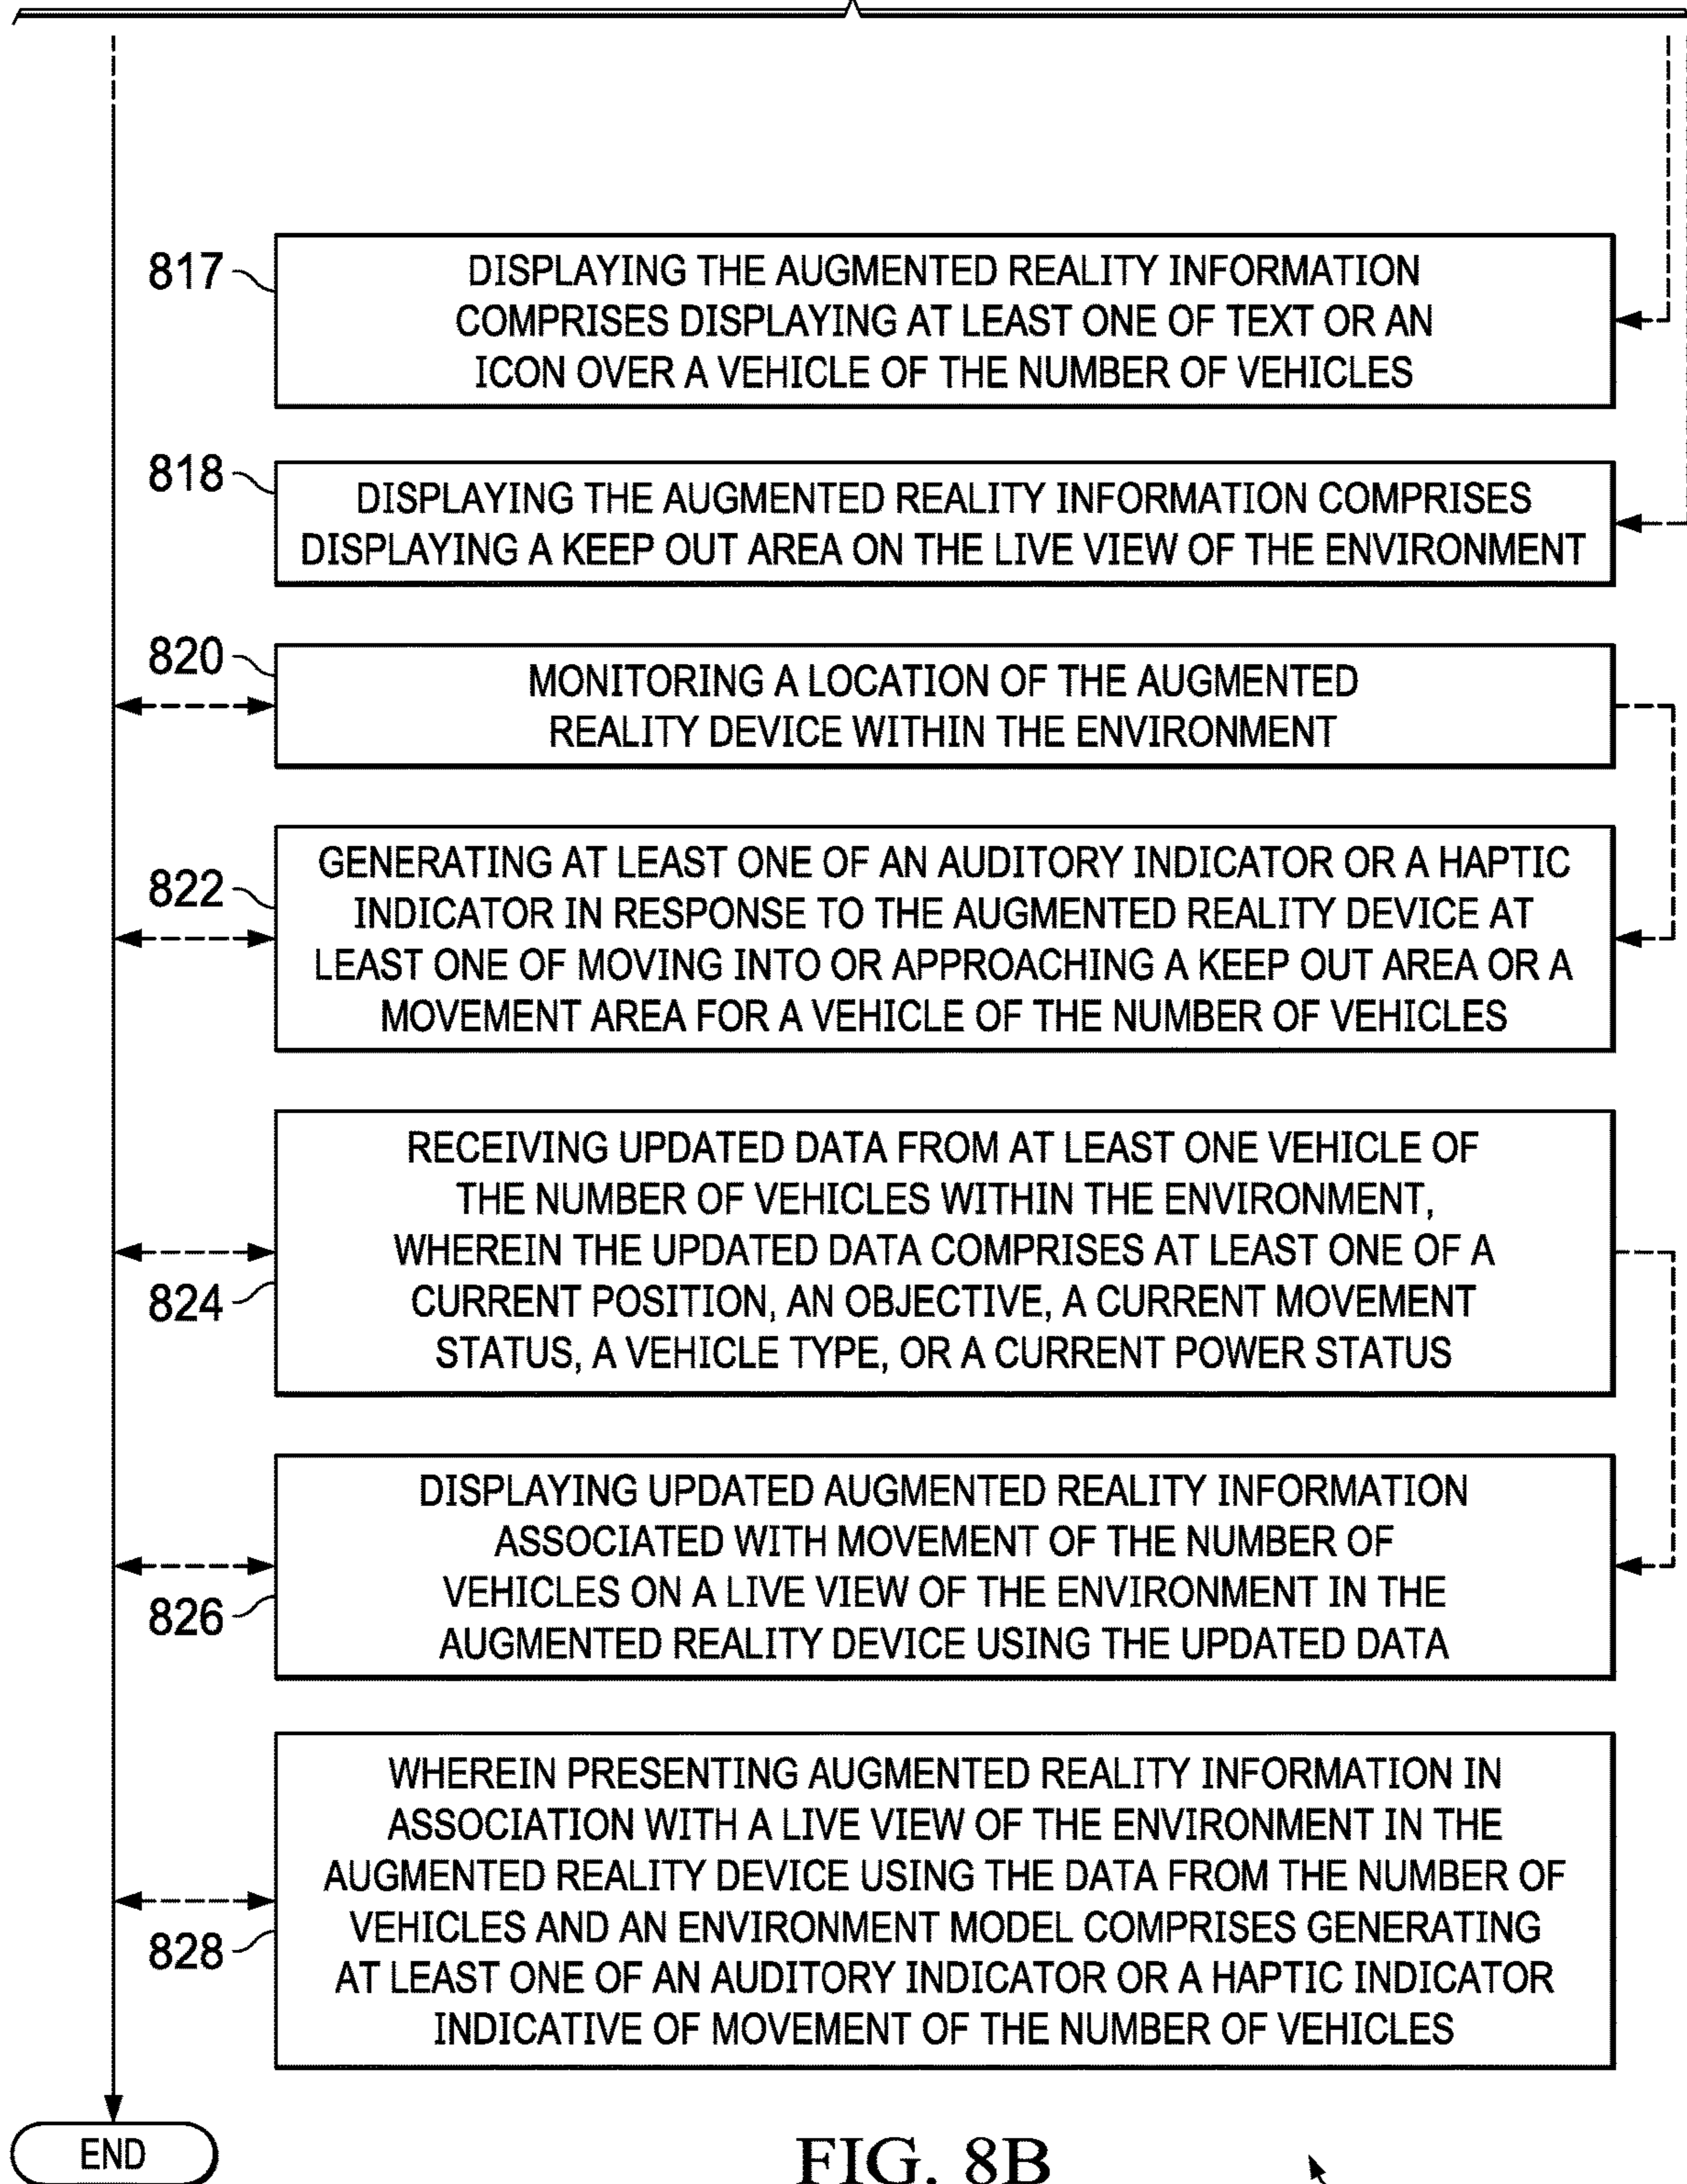 817
DISPLAYING THE AUGMENTED REALITY INFORMATION
COMPRISES DISPLAYING AT LEAST ONE OF TEXT OR AN
ICON OVER A VEHICLE OF THE NUMBER OF VEHICLES
818
DISPLAYING THE AUGMENTED REALITY INFORMATION COMPRISES
DISPLAYING A KEEP OUT AREA ON THE LIVE VIEW OF THE ENVIRONMENT
820
MONITORING A LOCATION OF THE AUGMENTED
REALITY DEVICE WITHIN THE ENVIRONMENT
822
GENERATING AT LEAST ONE OF AN AUDITORY INDICATOR OR A HAPTIC
INDICATOR IN RESPONSE TO THE AUGMENTED REALITY DEVICE AT
LEAST ONE OF MOVING INTO OR APPROACHING A KEEP OUT AREA OR A
MOVEMENT AREA FOR A VEHICLE OF THE NUMBER OF VEHICLES
824
RECEIVING UPDATED DATA FROM AT LEAST ONE VEHICLE OF
THE NUMBER OF VEHICLES WITHIN THE ENVIRONMENT,
WHEREIN THE UPDATED DATA COMPRISES AT LEAST ONE OF A
CURRENT POSITION, AN OBJECTIVE, A CURRENT MOVEMENT
STATUS, A VEHICLE TYPE, OR A CURRENT POWER STATUS
826
DISPLAYING UPDATED AUGMENTED REALITY INFORMATION
ASSOCIATED WITH MOVEMENT OF THE NUMBER OF
VEHICLES ON A LIVE VIEW OF THE ENVIRONMENT IN THE
AUGMENTED REALITY DEVICE USING THE UPDATED DATA
828
WHEREIN PRESENTING AUGMENTED REALITY INFORMATION IN
ASSOCIATION WITH A LIVE VIEW OF THE ENVIRONMENT IN THE
AUGMENTED REALITY DEVICE USING THE DATA FROM THE NUMBER OF
VEHICLES AND AN ENVIRONMENT MODEL COMPRISES GENERATING
AT LEAST ONE OF AN AUDITORY INDICATOR OR A HAPTIC INDICATOR
INDICATIVE OF MOVEMENT OF THE NUMBER OF VEHICLES
END
FIG. 8B